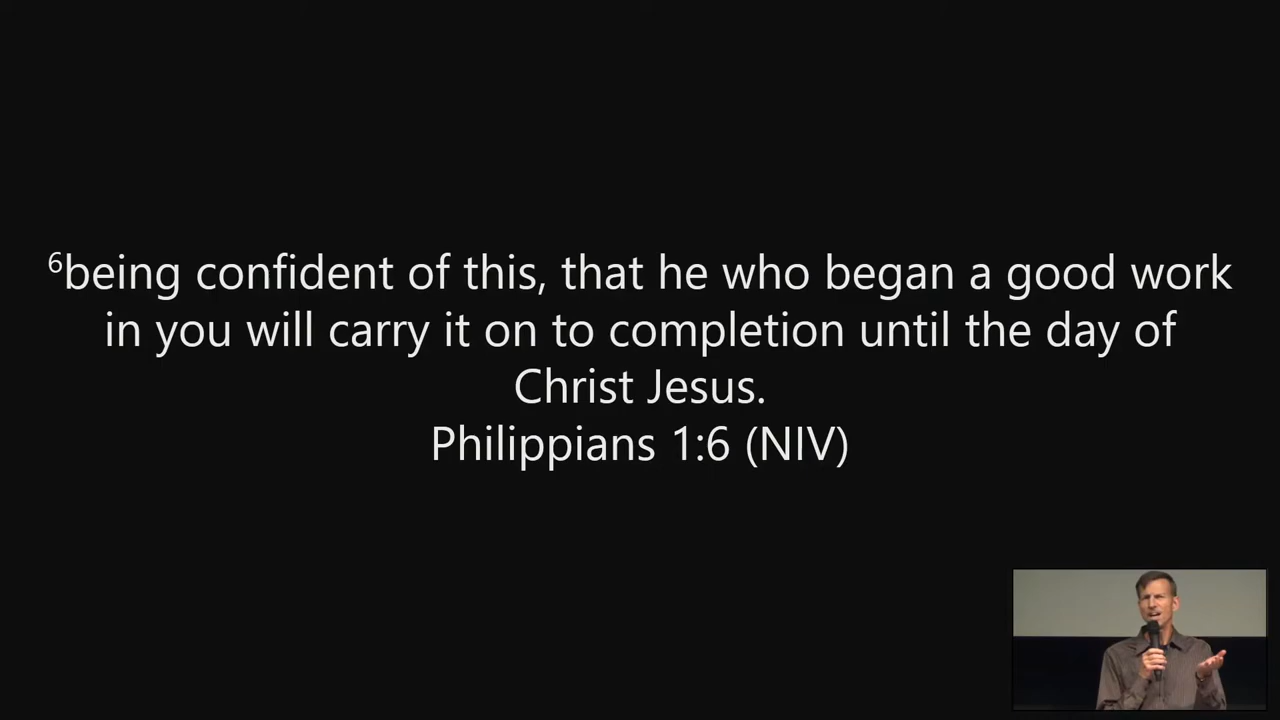 ⁶being confident of this, that he who began a good work
in you will carry it on to completion until the day of
Christ Jesus.
Philippians 1:6 (NIV)